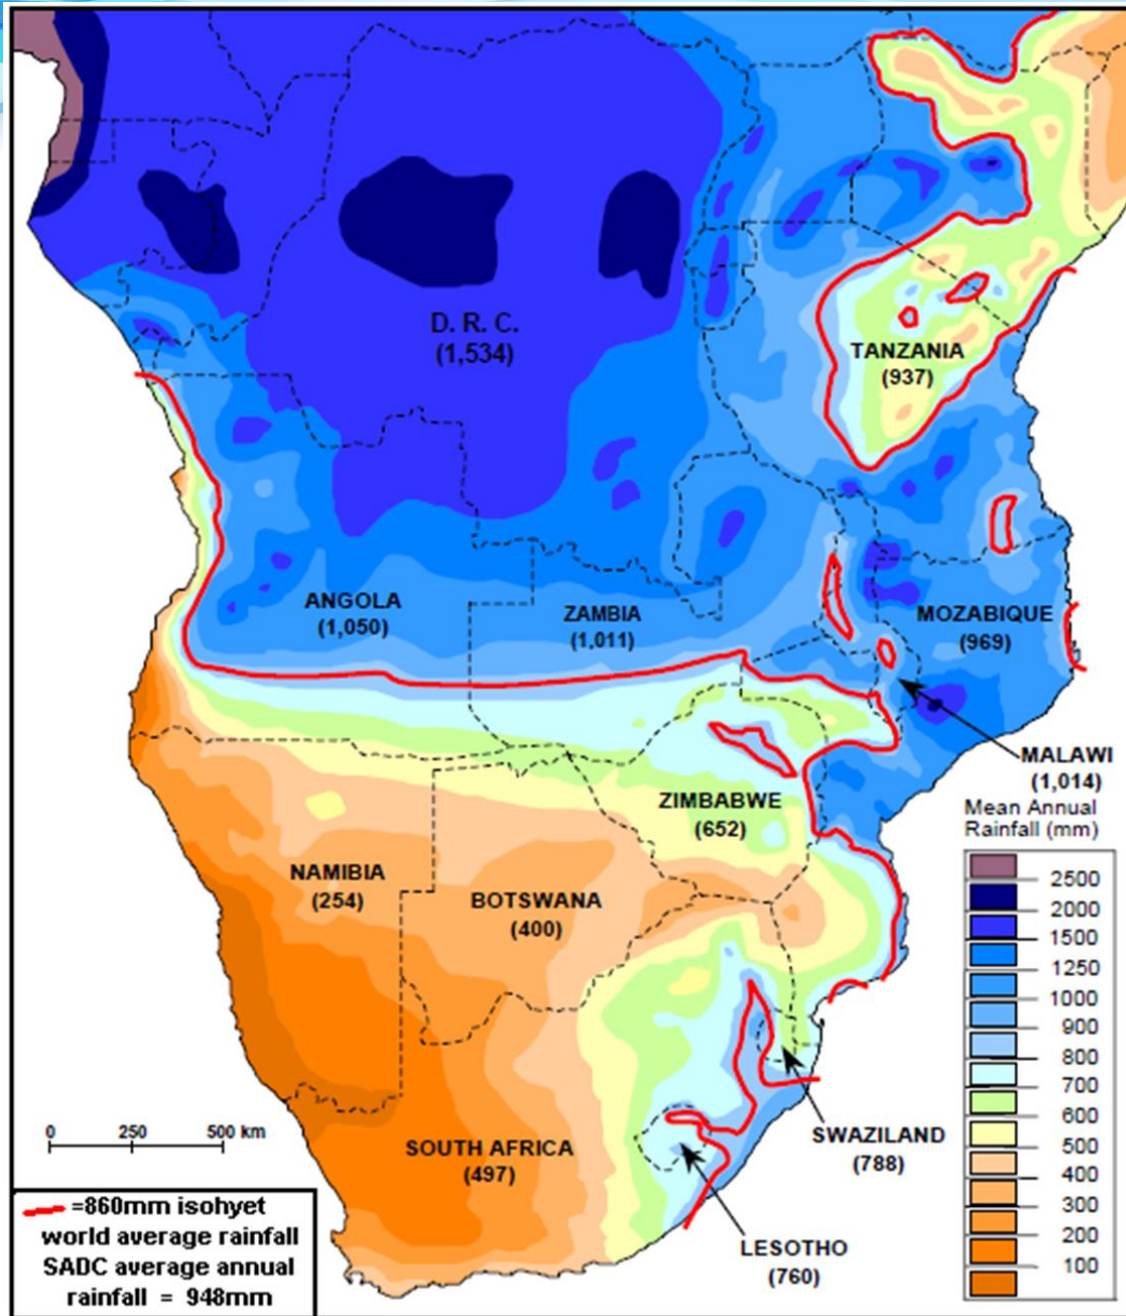 D. R. C.
(1,534)
TANZANIA
(937)
ANGOLA
(1,050)
ZAMBIA
(1,011)
MOZABIQUE
(969)
MALAWI
(1,014)
ZIMBABWE
(652)
NAMIBIA
(254)
BOTSWANA
(400)
SOUTH AFRICA
(497)
SWAZILAND
(788)
LESOTHO
(760)
Mean Annual
Rainfall (mm)
2500
2000
1500
1250
1000
900
800
700
600
500
400
300
200
100
0 250 500 km
=860mm isohyet
world average rainfall
SADC average annual
rainfall = 948mm